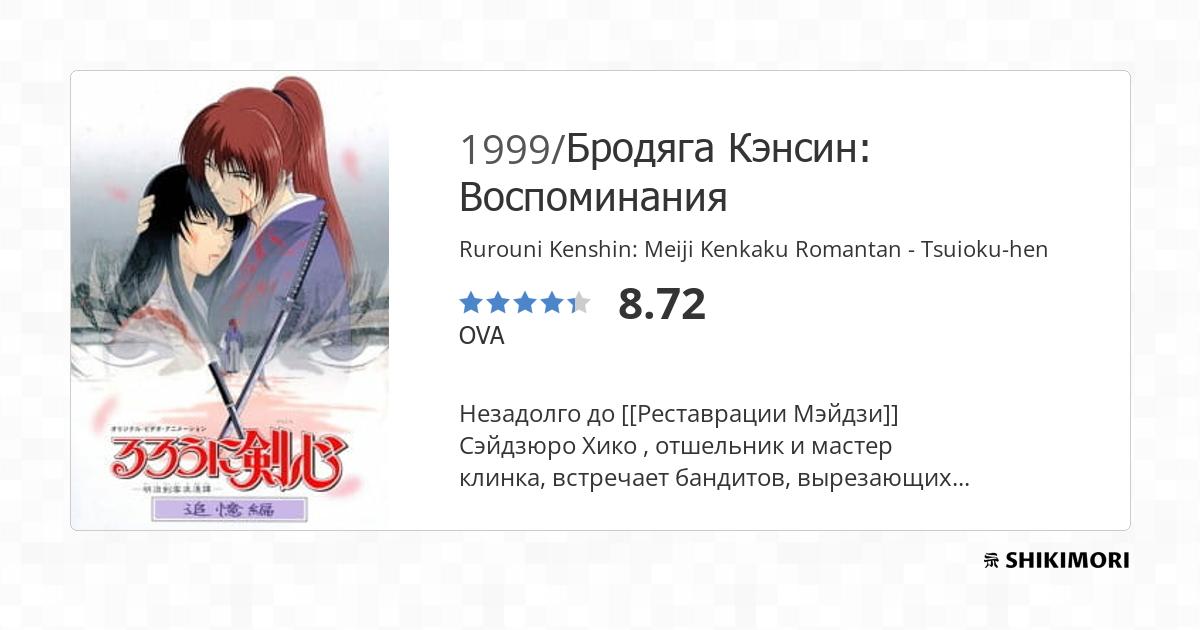 1999/Бродяга Кэнсин:
Воспоминания
Rurouni Kenshin: Meiji Kenkaku Romantan - Tsuioku-hen
8.72
OVA
Незадолго до [[Реставрации Мэйдзи]]
Сэйдзюро Хико , отшельник и мастер
клинка, встречает бандитов, вырезающих...
オリジナル・ビデオ・アニメーション
るろうに剣心
―明治剣客浪漫譚―
追憶編
SHIKIMORI